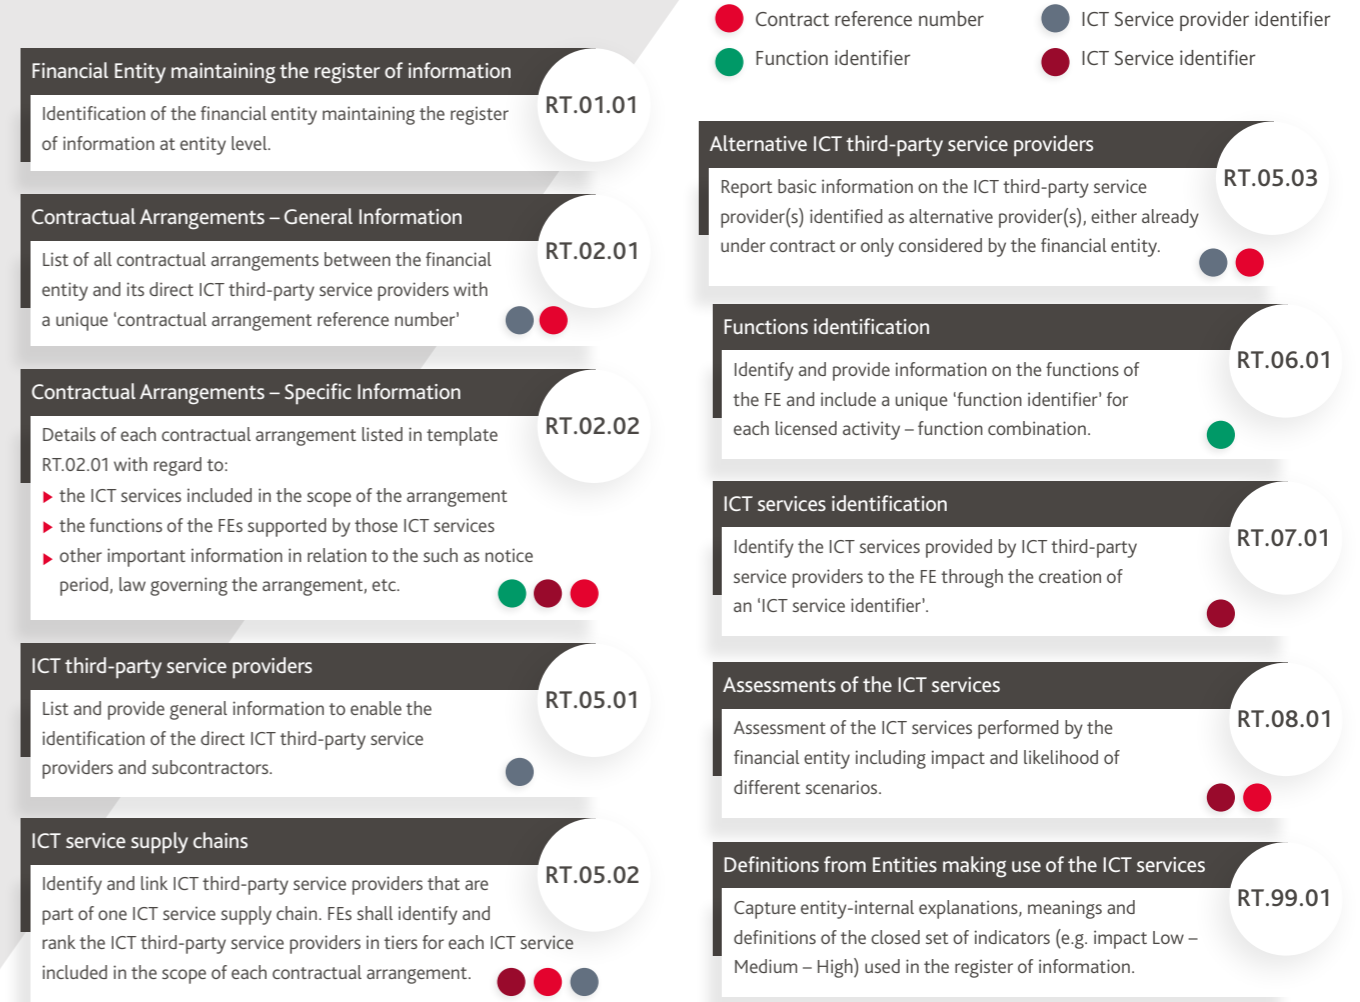 Contract reference number
ICT Service provider identifier
Function identifier
ICT Service identifier
Financial Entity maintaining the register of information
RT.01.01
Identification of the financial entity maintaining the register
of information at entity level.
Contractual Arrangements – General Information
RT.02.01
List of all contractual arrangements between the financial
entity and its direct ICT third-party service providers with
a unique ‘contractual arrangement reference number’
Contractual Arrangements – Specific Information
RT.02.02
Details of each contractual arrangement listed in template
RT.02.01 with regard to:
the ICT services included in the scope of the arrangement
the functions of the FEs supported by those ICT services
other important information in relation to the such as notice
period, law governing the arrangement, etc.
ICT third-party service providers
RT.05.01
List and provide general information to enable the
identification of the direct ICT third-party service
providers and subcontractors.
ICT service supply chains
RT.05.02
Identify and link ICT third-party service providers that are
part of one ICT service supply chain. FEs shall identify and
rank the ICT third-party service providers in tiers for each ICT service
included in the scope of each contractual arrangement.
Alternative ICT third-party service providers
RT.05.03
Report basic information on the ICT third-party service
provider(s) identified as alternative provider(s), either already
under contract or only considered by the financial entity.
Functions identification
RT.06.01
Identify and provide information on the functions of
the FE and include a unique ‘function identifier’ for
each licensed activity – function combination.
ICT services identification
RT.07.01
Identify the ICT services provided by ICT third-party
service providers to the FE through the creation of
an ‘ICT service identifier’.
Assessments of the ICT services
RT.08.01
Assessment of the ICT services performed by the
financial entity including impact and likelihood of
different scenarios.
Definitions from Entities making use of the ICT services
RT.99.01
Capture entity-internal explanations, meanings and
definitions of the closed set of indicators (e.g. impact Low –
Medium – High) used in the register of information.